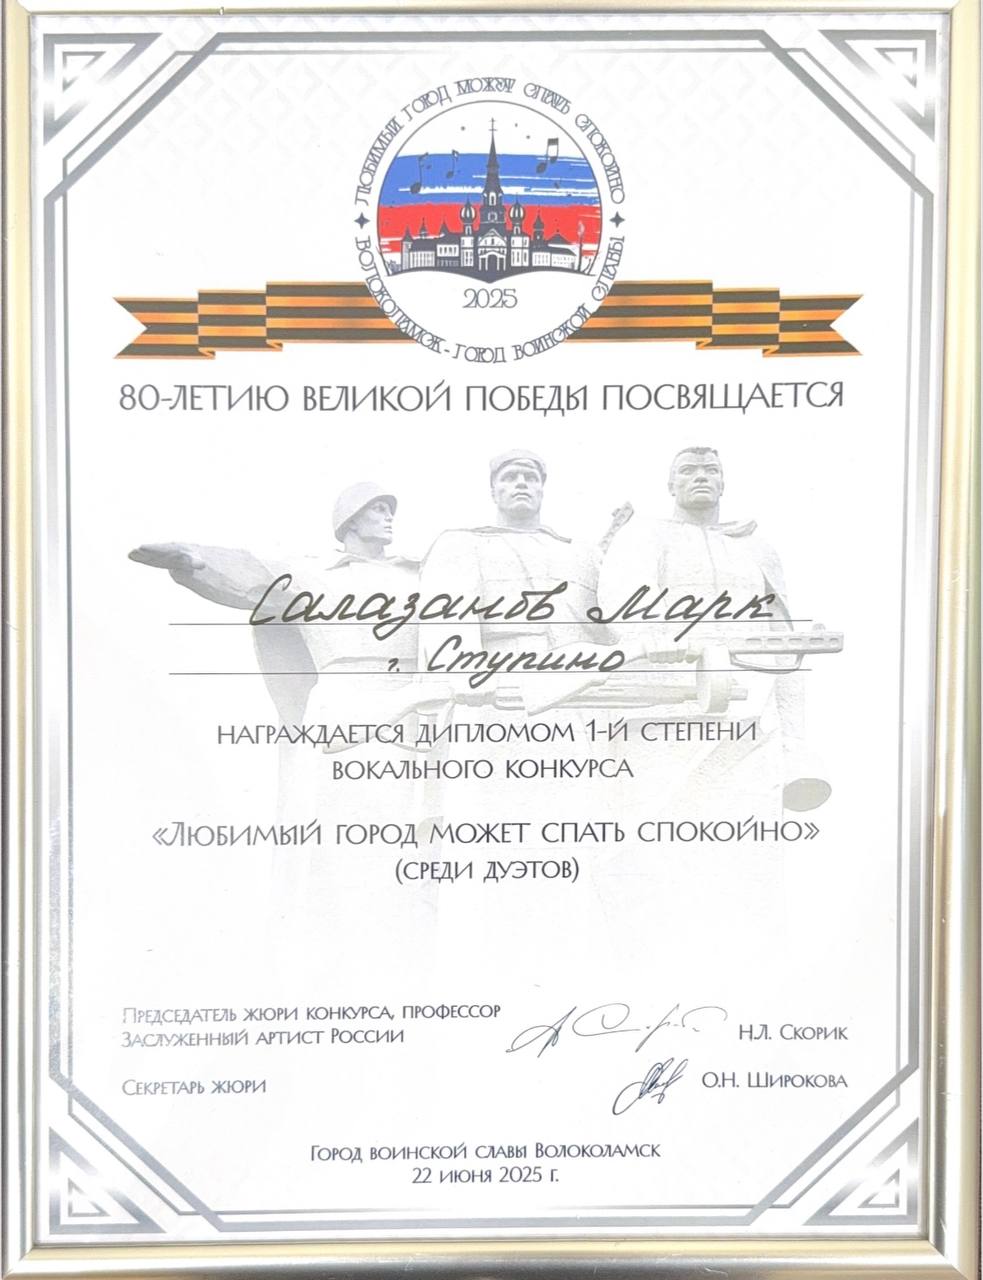 ЛЮБИМЫЙ ГОРОД МОЖЕТ СПАТЬ СПОКОЙНО
2025
ВОЛОКОЛАМСК - ГОРОД ВОИНСКОЙ СЛАВЫ
80-ЛЕТИЮ ВЕЛИКОЙ ПОБЕДЫ ПОСВЯЩАЕТСЯ
Салазанов Марк
г. Ступино
НАГРАЖДАЕТСЯ ДИПЛОМОМ 1-Й СТЕПЕНИ
ВОКАЛЬНОГО КОНКУРСА
«ЛЮБИМЫЙ ГОРОД МОЖЕТ СПАТЬ СПОКОЙНО»
(СРЕДИ ДУЭТОВ)
ПРЕДСЕДАТЕЛЬ ЖЮРИ КОНКУРСА, ПРОФЕССОР
ЗАСЛУЖЕННЫЙ АРТИСТ РОССИИ
Н.Л. СКОРИК
СЕКРЕТАРЬ ЖЮРИ
О.Н. ШИРОКОВА
ГОРОД ВОИНСКОЙ СЛАВЫ ВОЛОКОЛАМСК
22 ИЮНЯ 2025 Г.